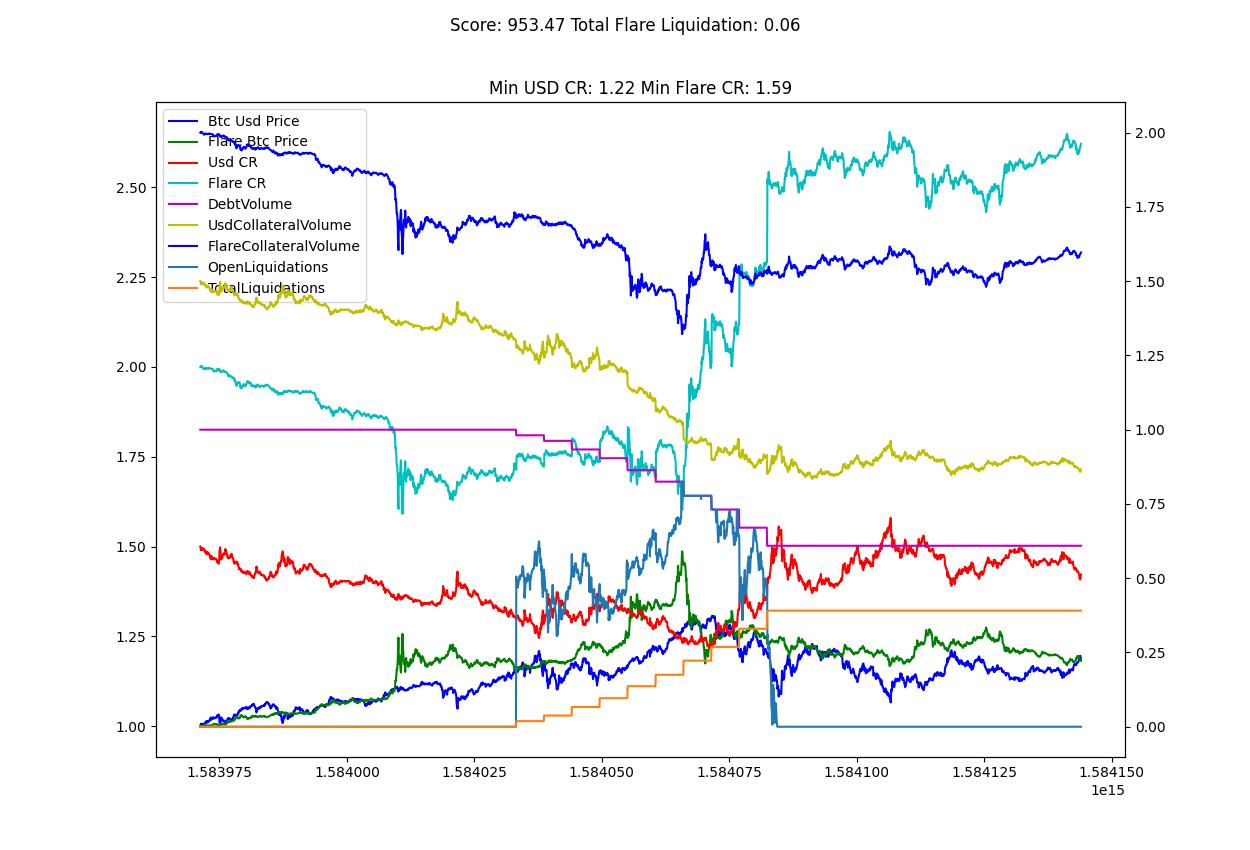 Score: 953.47 Total Flare Liquidation: 0.06
Min USD CR: 1.22 Min Flare CR: 1.59
Btc Usd Price
Flare Btc Price
Usd CR
Flare CR
DebtVolume
UsdCollateralVolume
FlareCollateralVolume
OpenLiquidations
TotalLiquidations
2.50
2.25
2.00
1.75
1.50
1.25
1.00
2.00
1.75
1.50
1.25
1.00
0.75
0.50
0.25
0.00
1.583975 1.584000 1.584025 1.584050 1.584075 1.584100 1.584125 1.584150
1e15